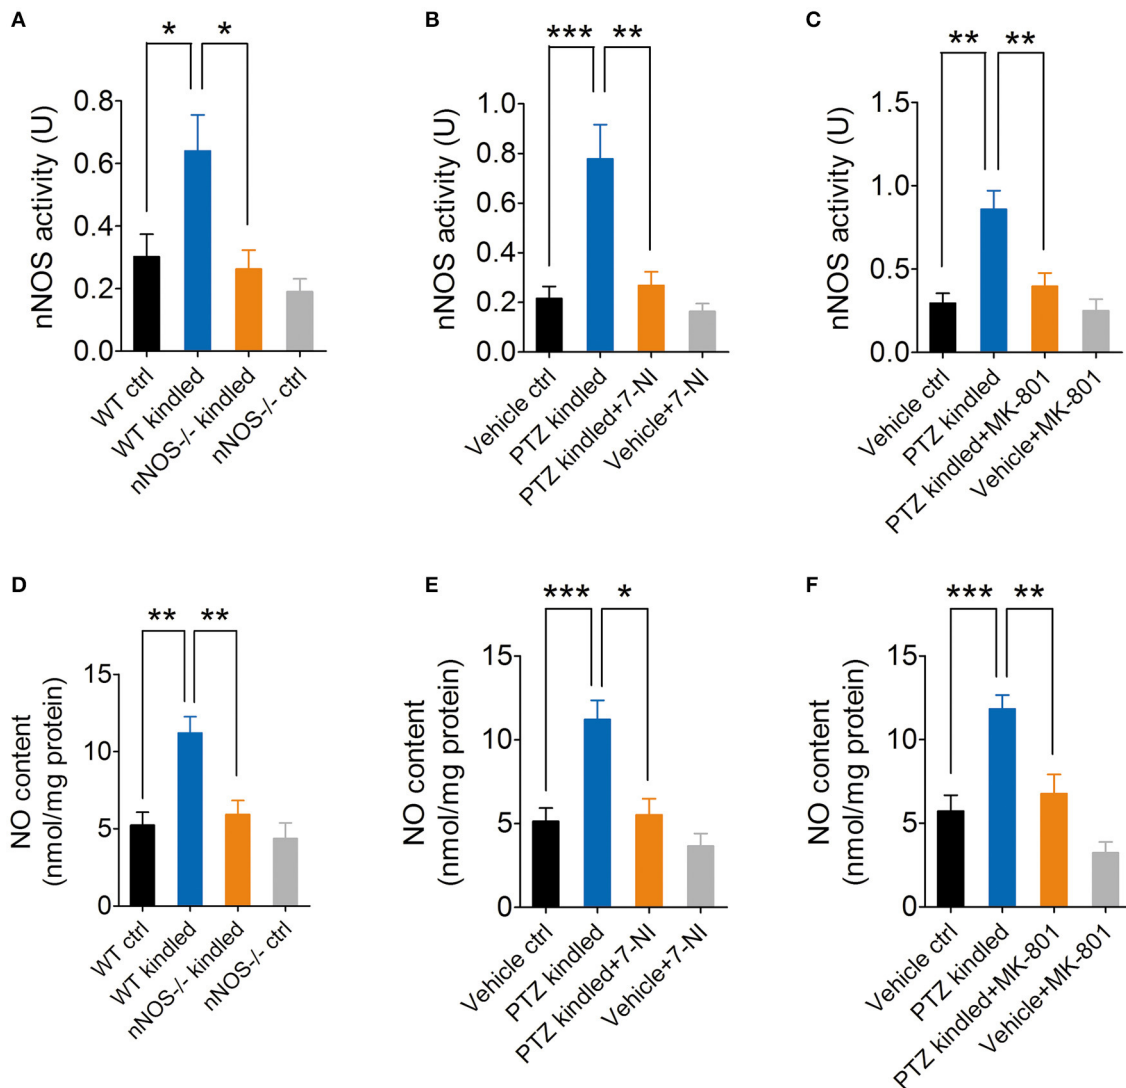 A
* *
nNOS activity (U)
0.8
0.6
0.4
0.2
0.0
WT ctrl
WT kindled
nNOS-/- kindled
nNOS-/- ctrl
B
*** **
nNOS activity (U)
1.0
0.8
0.6
0.4
0.2
0.0
Vehicle ctrl
PTZ kindled
PTZ kindled+7-NI
Vehicle+7-NI
C
** **
nNOS activity (U)
1.5
1.0
0.5
0.0
Vehicle ctrl
PTZ kindled
PTZ kindled+MK-801
Vehicle+MK-801
D
** **
NO content
(nmol/mg protein)
15
10
5
0
WT ctrl
WT kindled
nNOS-/- kindled
nNOS-/- ctrl
E
*** *
NO content
(nmol/mg protein)
15
10
5
0
Vehicle ctrl
PTZ kindled
PTZ kindled+7-NI
Vehicle+7-NI
F
*** **
NO content
(nmol/mg protein)
15
10
5
0
Vehicle ctrl
PTZ kindled
PTZ kindled+MK-801
Vehicle+MK-801